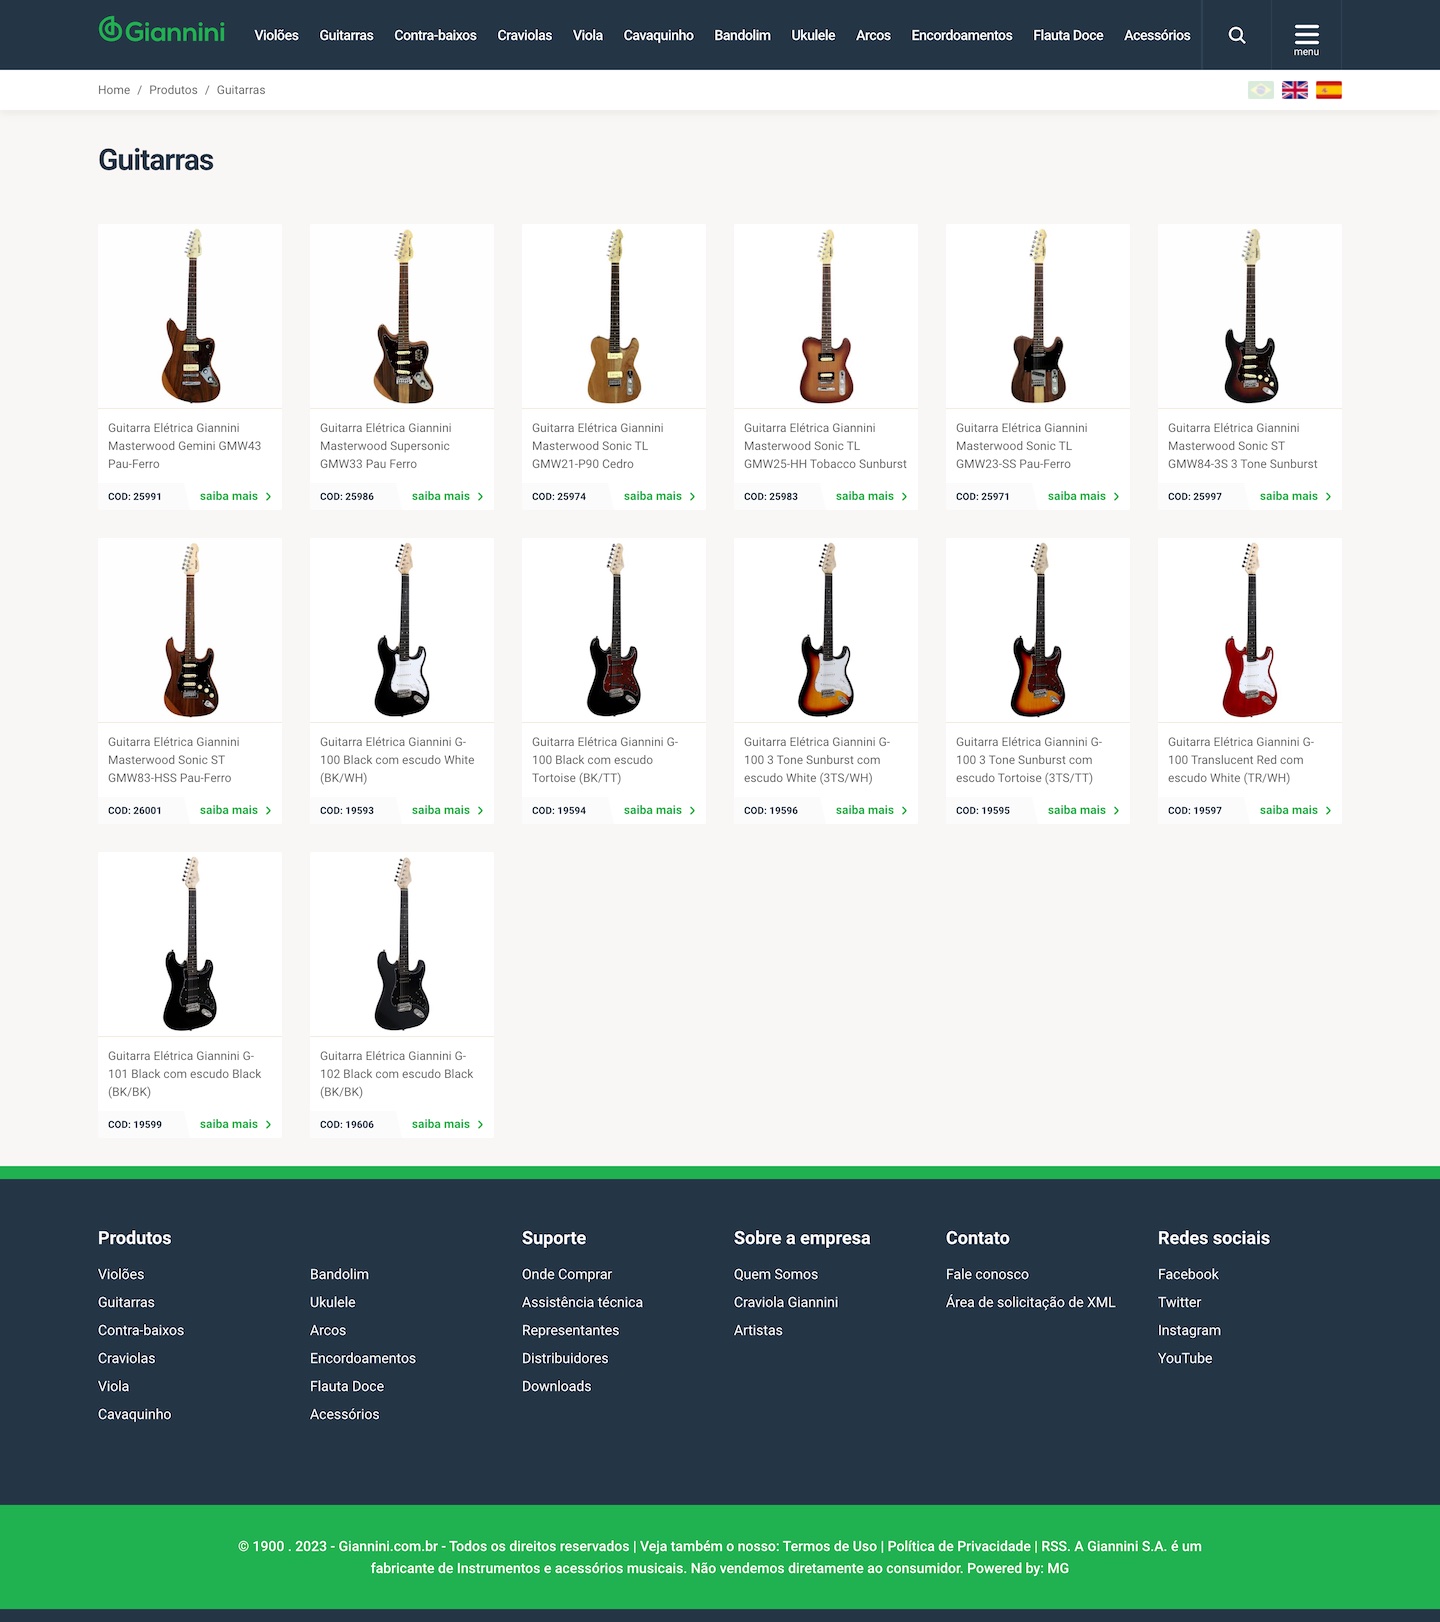 Giannini
Violões Guitarras Contra-baixos Craviolas Viola Cavaquinho Bandolim Ukulele Arcos Encordoamentos Flauta Doce Acessórios
menu
Home / Produtos / Guitarras
Guitarras
Guitarra Elétrica Giannini
Masterwood Gemini GMW43
Pau-Ferro
COD: 25991 saiba mais
Guitarra Elétrica Giannini
Masterwood Supersonic
GMW33 Pau Ferro
COD: 25986 saiba mais
Guitarra Elétrica Giannini
Masterwood Sonic TL
GMW21-P90 Cedro
COD: 25974 saiba mais
Guitarra Elétrica Giannini
Masterwood Sonic TL
GMW25-HH Tobacco Sunburst
COD: 25983 saiba mais
Guitarra Elétrica Giannini
Masterwood Sonic TL
GMW23-SS Pau-Ferro
COD: 25971 saiba mais
Guitarra Elétrica Giannini
Masterwood Sonic ST
GMW84-3S 3 Tone Sunburst
COD: 25997 saiba mais
Guitarra Elétrica Giannini
Masterwood Sonic ST
GMW83-HSS Pau-Ferro
COD: 26001 saiba mais
Guitarra Elétrica Giannini G-
100 Black com escudo White
(BK/WH)
COD: 19593 saiba mais
Guitarra Elétrica Giannini G-
100 Black com escudo
Tortoise (BK/TT)
COD: 19594 saiba mais
Guitarra Elétrica Giannini G-
100 3 Tone Sunburst com
escudo White (3TS/WH)
COD: 19596 saiba mais
Guitarra Elétrica Giannini G-
100 3 Tone Sunburst com
escudo Tortoise (3TS/TT)
COD: 19595 saiba mais
Guitarra Elétrica Giannini G-
100 Translucent Red com
escudo White (TR/WH)
COD: 19597 saiba mais
Guitarra Elétrica Giannini G-
101 Black com escudo Black
(BK/BK)
COD: 19599 saiba mais
Guitarra Elétrica Giannini G-
102 Black com escudo Black
(BK/BK)
COD: 19606 saiba mais
Produtos
Violões
Guitarras
Contra-baixos
Craviolas
Viola
Cavaquinho
Bandolim
Ukulele
Arcos
Encordoamentos
Flauta Doce
Acessórios
Suporte
Onde Comprar
Assistência técnica
Representantes
Distribuidores
Downloads
Sobre a empresa
Quem Somos
Craviola Giannini
Artistas
Contato
Fale conosco
Área de solicitação de XML
Redes sociais
Facebook
Twitter
Instagram
YouTube
© 1900 . 2023 - Giannini.com.br - Todos os direitos reservados | Veja também o nosso: Termos de Uso | Política de Privacidade | RSS. A Giannini S.A. é um
fabricante de Instrumentos e acessórios musicais. Não vendemos diretamente ao consumidor. Powered by: MG